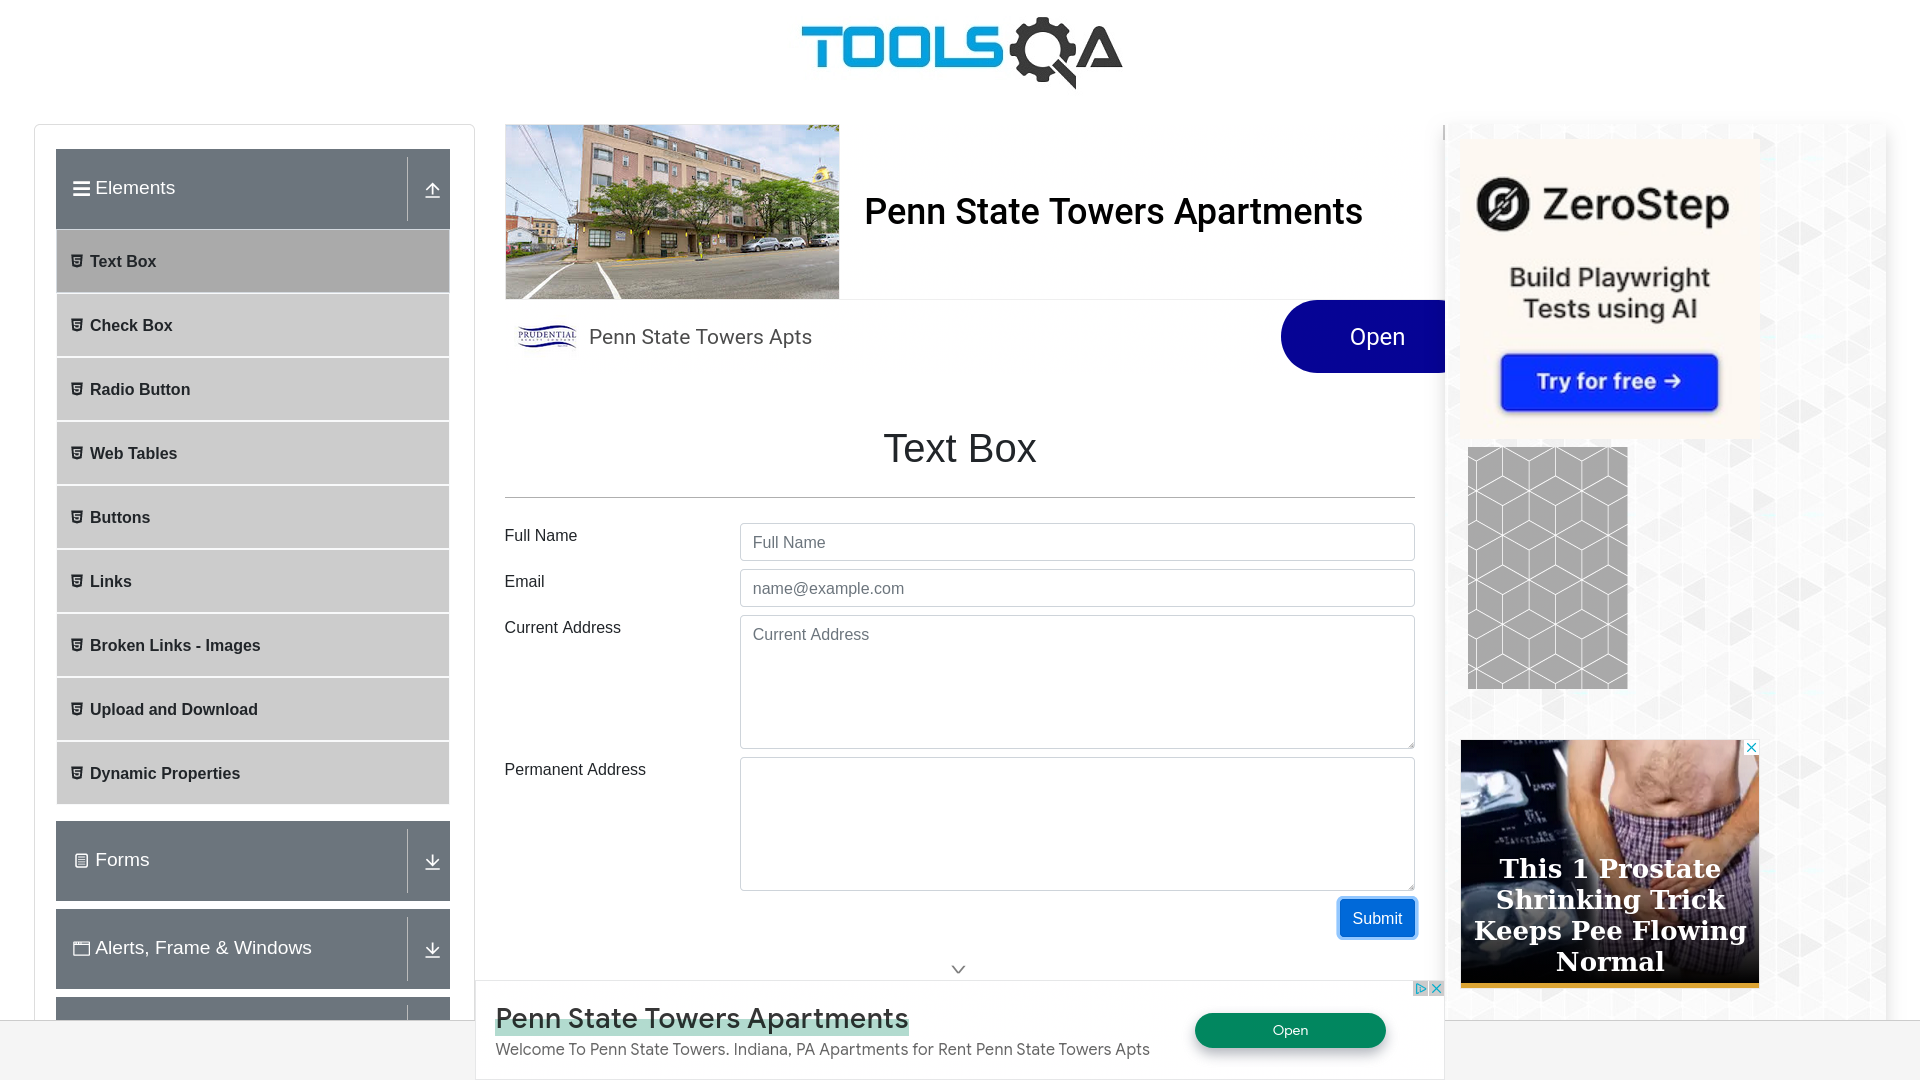 TOOLSQA
Elements
Text Box
Check Box
Radio Button
Web Tables
Buttons
Links
Broken Links - Images
Upload and Download
Dynamic Properties
Forms
Alerts, Frame & Windows
Penn State Towers Apartments
PRUDENTIAL
Penn State Towers Apts
Open
Text Box
Full Name
Full Name
Email
name@example.com
Current Address
Current Address
Permanent Address
Submit
Penn State Towers Apartments
Welcome To Penn State Towers. Indiana, PA Apartments for Rent Penn State Towers Apts
Open
ZeroStep
Build Playwright
Tests using AI
Try for free →
This 1 Prostate
Shrinking Trick
Keeps Pee Flowing
Normal